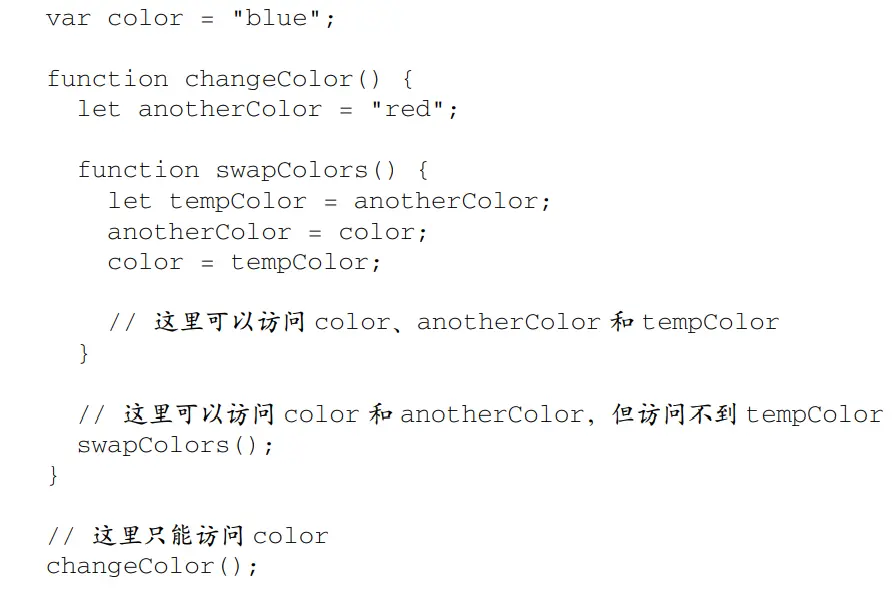 var color = "blue";
function changeColor() {
let anotherColor = "red";
function swapColors() {
let tempColor = anotherColor;
anotherColor = color;
color = tempColor;
// 这里可以访问 color、anotherColor 和 tempColor
}
// 这里可以访问 color 和 anotherColor，但访问不到 tempColor
swapColors();
}
// 这里只能访问 color
changeColor();